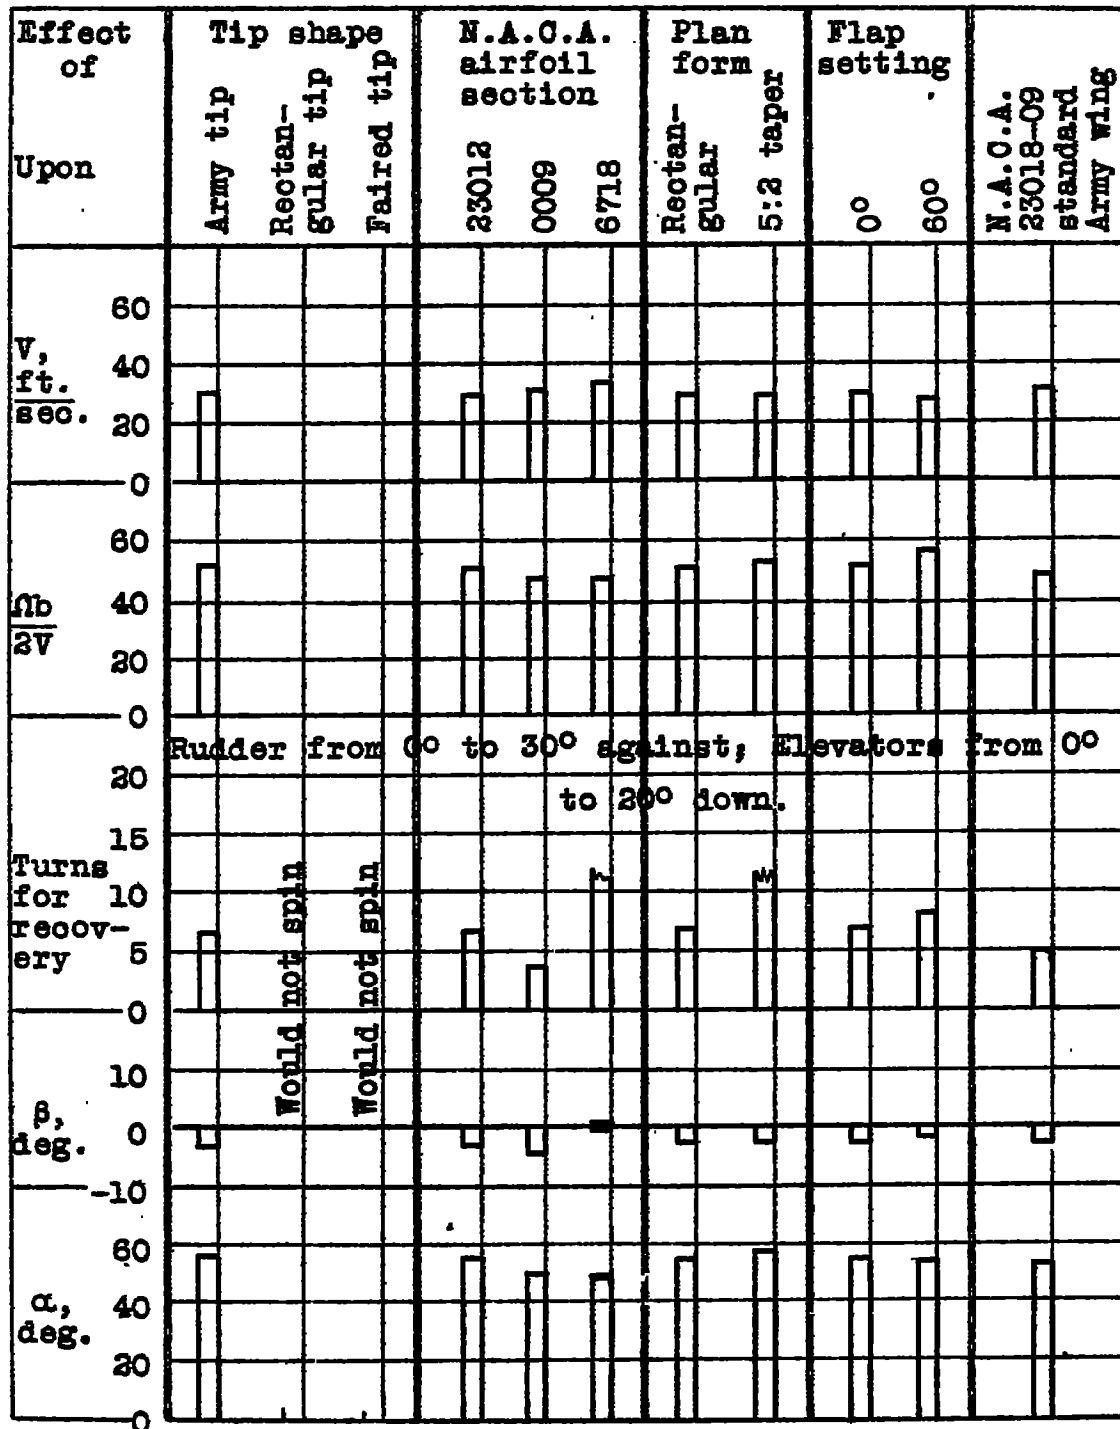 Effect of
Upon
Tip shape
Army tip
Rectan-
gular tip
Faired tip
N.A.C.A.
airfoil
section
23012
0009
6718
Plan
form
Rectan-
gular
5:2 taper
Flap
setting
0°
60°
N.A.C.A.
23018-09
standard
Army wing
V,
ft.
sec.
60
40
20
0
Ωb
2V
60
40
20
0
Rudder from 0° to 30° against; Elevators from 0°
to 20° down.
Turns
for
recov-
ery
20
15
10
5
0
Would not spin
Would not spin
β,
deg.
10
0
-10
α,
deg.
60
40
20
0